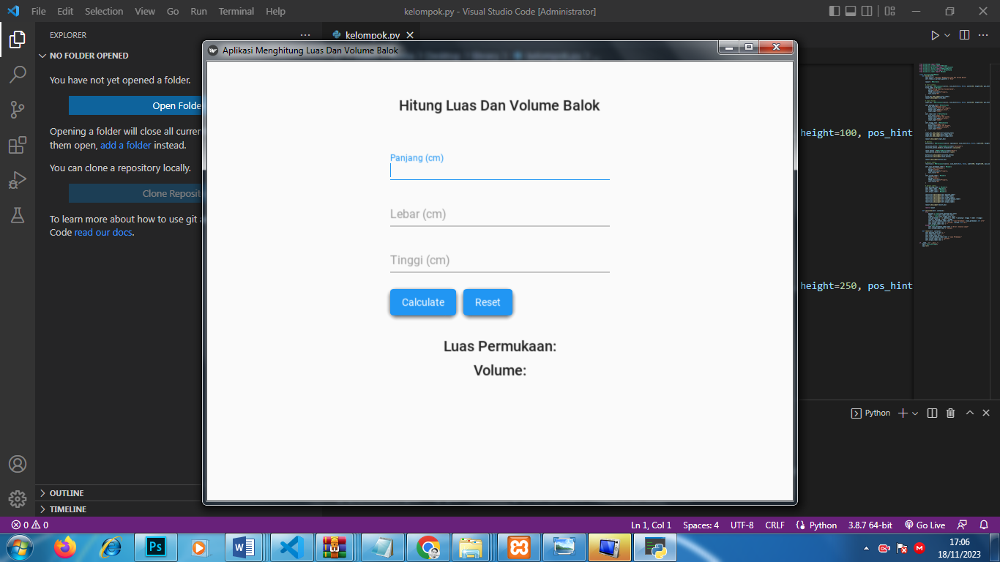 File Edit Selection View Go Run Terminal Help
kelompok.py - Visual Studio Code [Administrator]
EXPLORER
kelompok.py
NO FOLDER OPENED
You have not yet opened a folder.
Open Folde
Opening a folder will close all curren
them open, add a folder instead.
You can clone a repository locally.
Clone Reposit
To learn more about how to use git a
Code read our docs.
OUTLINE
TIMELINE
Aplikasi Menghitung Luas Dan Volume Balok
Hitung Luas Dan Volume Balok
Panjang (cm)
Lebar (cm)
Tinggi (cm)
Calculate Reset
Luas Permukaan:
Volume:
height=100, pos_hint
height=250, pos_hint
Python
0 0
Ln 1, Col 1 Spaces: 4 UTF-8 CRLF Python 3.8.7 64-bit Go Live
Ps
W
17:06
18/11/2023